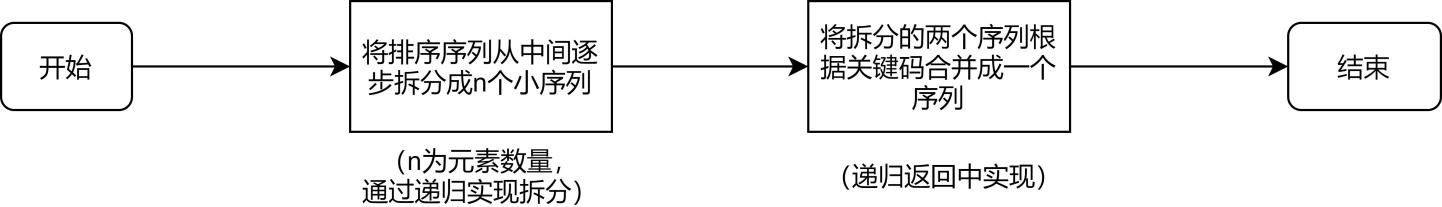 开始
将排序序列从中间逐
步拆分成n个小序列
（n为元素数量，
通过递归实现拆分）
将拆分的两个序列根
据关键码合并成一个
序列
（递归返回中实现）
结束